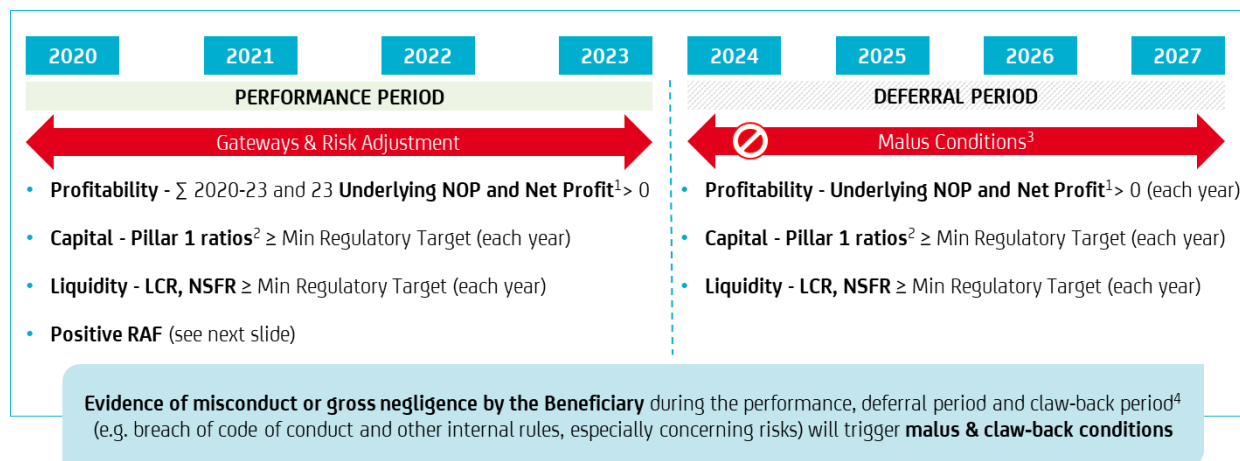 2020 2021 2022 2023 2024 2025 2026 2027
PERFORMANCE PERIOD
Gateways & Risk Adjustment
• Profitability - ∑ 2020-23 and 23 Underlying NOP and Net Profit¹> 0
• Capital - Pillar 1 ratios² ≥ Min Regulatory Target (each year)
• Liquidity - LCR, NSFR ≥ Min Regulatory Target (each year)
• Positive RAF (see next slide)
DEFERRAL PERIOD
Malus Conditions³
• Profitability - Underlying NOP and Net Profit¹> 0 (each year)
• Capital - Pillar 1 ratios² ≥ Min Regulatory Target (each year)
• Liquidity - LCR, NSFR ≥ Min Regulatory Target (each year)
Evidence of misconduct or gross negligence by the Beneficiary during the performance, deferral period and claw-back period⁴
(e.g. breach of code of conduct and other internal rules, especially concerning risks) will trigger malus & claw-back conditions